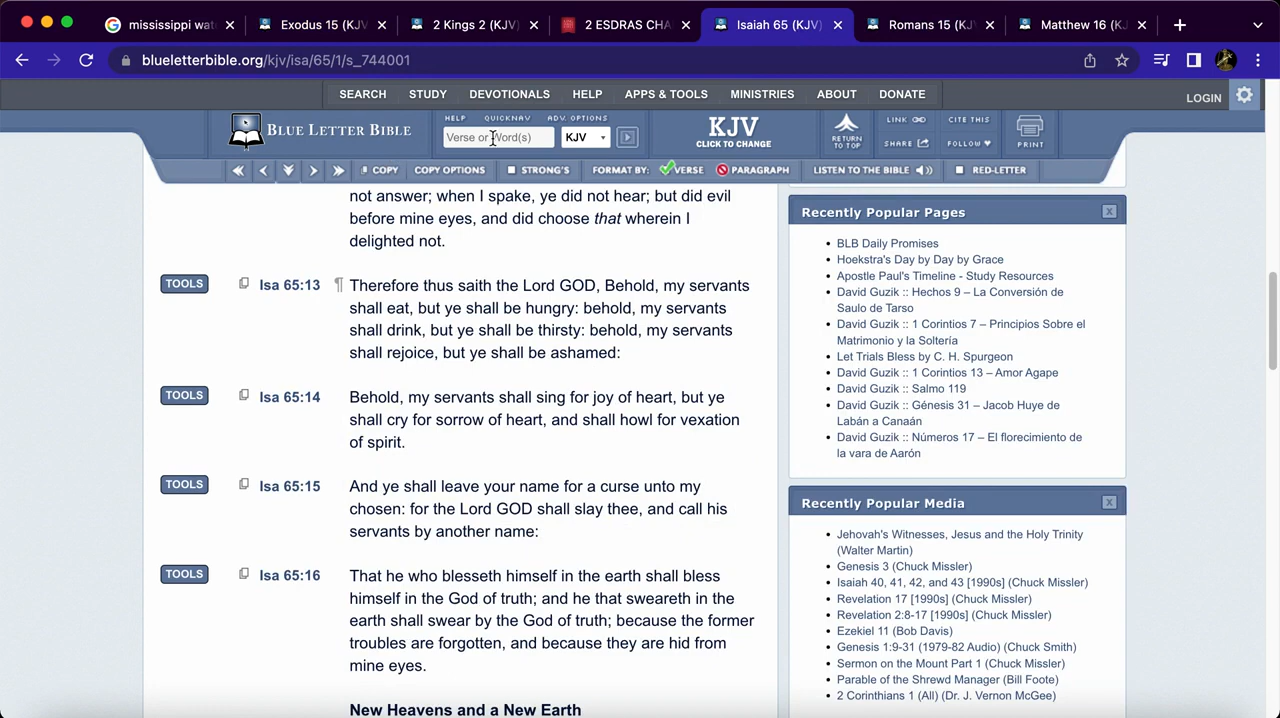 mississippi wat
Exodus 15 (KJV)
2 Kings 2 (KJV)
2 ESDRAS CHA
Isaiah 65 (KJV)
Romans 15 (KJV
Matthew 16 (KJ
blueletterbible.org/kjv/isa/65/1/s_744001
SEARCH STUDY DEVOTIONALS HELP APPS & TOOLS MINISTRIES ABOUT DONATE
LOGIN
BLUE LETTER BIBLE
HELP QUICKNAV ADV. OPTIONS
Verse or Word(s) KJV
KJV
CLICK TO CHANGE
RETURN
TO TOP
LINK CITE THIS
SHARE FOLLOW
PRINT
COPY COPY OPTIONS STRONG'S FORMAT BY: VERSE PARAGRAPH LISTEN TO THE BIBLE RED-LETTER
not answer; when I spake, ye did not hear; but did evil
before mine eyes, and did choose that wherein I
delighted not.
TOOLS Isa 65:13 ¶ Therefore thus saith the Lord GOD, Behold, my servants
shall eat, but ye shall be hungry: behold, my servants
shall drink, but ye shall be thirsty: behold, my servants
shall rejoice, but ye shall be ashamed:
TOOLS Isa 65:14 Behold, my servants shall sing for joy of heart, but ye
shall cry for sorrow of heart, and shall howl for vexation
of spirit.
TOOLS Isa 65:15 And ye shall leave your name for a curse unto my
chosen: for the Lord GOD shall slay thee, and call his
servants by another name:
TOOLS Isa 65:16 That he who blesseth himself in the earth shall bless
himself in the God of truth; and he that sweareth in the
earth shall swear by the God of truth; because the former
troubles are forgotten, and because they are hid from
mine eyes.
New Heavens and a New Earth
Recently Popular Pages
BLB Daily Promises
Hoekstra's Day by Day by Grace
Apostle Paul's Timeline - Study Resources
David Guzik :: Hechos 9 – La Conversión de
Saulo de Tarso
David Guzik :: 1 Corintios 7 – Principios Sobre el
Matrimonio y la Soltería
Let Trials Bless by C. H. Spurgeon
David Guzik :: 1 Corintios 13 – Amor Agape
David Guzik :: Salmo 119
David Guzik :: Génesis 31 – Jacob Huye de
Labán a Canaán
David Guzik :: Números 17 – El florecimiento de
la vara de Aarón
Recently Popular Media
Jehovah's Witnesses, Jesus and the Holy Trinity
(Walter Martin)
Genesis 3 (Chuck Missler)
Isaiah 40, 41, 42, and 43 [1990s] (Chuck Missler)
Revelation 17 [1990s] (Chuck Missler)
Revelation 2:8-17 [1990s] (Chuck Missler)
Ezekiel 11 (Bob Davis)
Genesis 1:9-31 (1979-82 Audio) (Chuck Smith)
Sermon on the Mount Part 1 (Chuck Missler)
Parable of the Shrewd Manager (Bill Foote)
2 Corinthians 1 (All) (Dr. J. Vernon McGee)